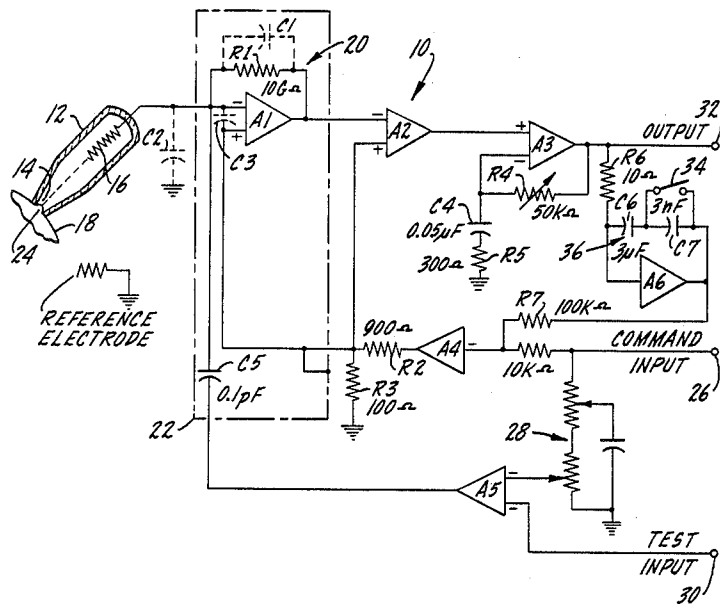 C1
R1
10GΩ
20
10
32
12
-
+
A1
-
+
A2
+
-
A3
OUTPUT
C2
C3
14
16
24
18
R4
50KΩ
C4
0.05µF
R5
300Ω
R6
10Ω
34
C6
3nF
36
3µF
C7
A6
REFERENCE
ELECTRODE
R7
100KΩ
900Ω
R2
A4
-
COMMAND
INPUT
10KΩ
26
C5
0.1pF
R3
100Ω
22
28
A5
-
-
TEST
INPUT
30